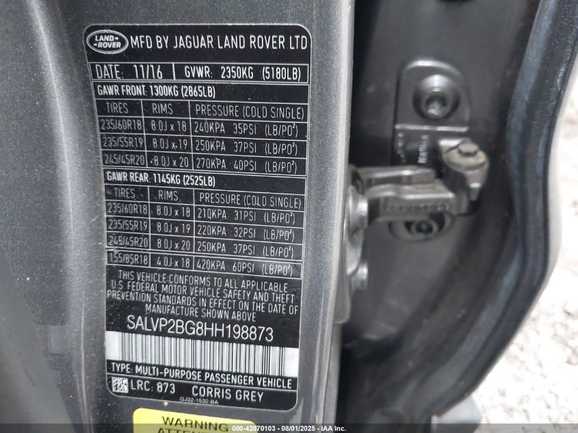 LAND
ROVER
MFD BY JAGUAR LAND ROVER LTD
DATE: 11/16 GVWR: 2350KG (5180LB)
GAWR FRONT: 1300KG (2865LB)
TIRES RIMS PRESSURE (COLD SINGLE)
235/60R18 8.0J x 18 240KPA 35PSI (LB/PO²)
235/55R19 8.0J x 19 250KPA 37PSI (LB/PO²)
245/45R20 8.0J x 20 270KPA 40PSI (LB/PO²)
GAWR REAR: 1145KG (2525LB)
TIRES RIMS PRESSURE (COLD SINGLE)
235/60R18 8.0J x 18 210KPA 31PSI (LB/PO²)
235/55R19 8.0J x 19 220KPA 32PSI (LB/PO²)
245/45R20 8.0J x 20 250KPA 37PSI (LB/PO²)
155/85R18 4.0J x 18 420KPA 60PSI (LB/PO²)
THIS VEHICLE CONFORMS TO ALL APPLICABLE
U.S FEDERAL MOTOR VEHICLE SAFETY
AND THEFT PREVENTION STANDARDS IN EFFECT
ON THE DATE OF MANUFACTURE SHOWN ABOVE.
SALVP2BG8HH198873
TYPE: MULTI-PURPOSE PASSENGER VEHICLE
LRC: 873 CORRIS GREY
WARNING
© IAA 000-42870103 - 08/01/2025 - IAAI.COM